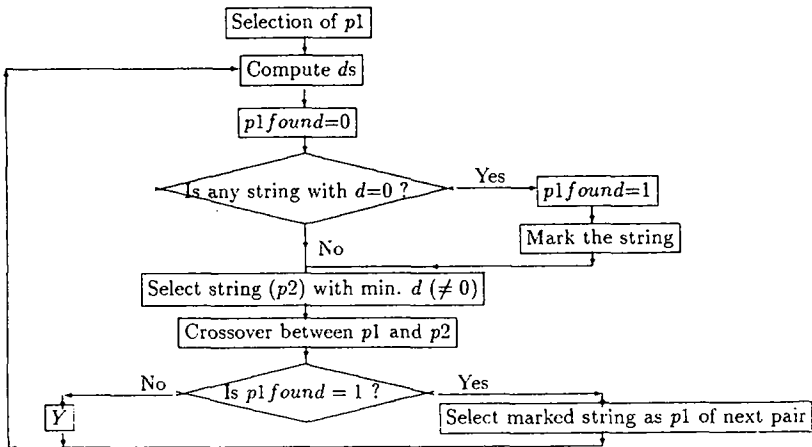 Selection of p1
Compute ds
p1found=0
Is any string with d=0 ?
Yes
p1found=1
Mark the string
No
Select string (p2) with min. d (≠ 0)
Crossover between p1 and p2
Is p1found = 1 ?
No
Yes
Y
Select marked string as p1 of next pair